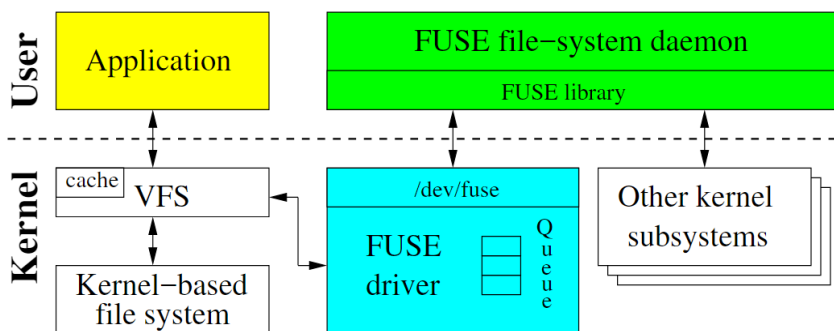 User
Application
FUSE file−system daemon
FUSE library
Kernel
cache
VFS
Kernel−based
file system
/dev/fuse
FUSE
driver
Queue
Other kernel
subsystems